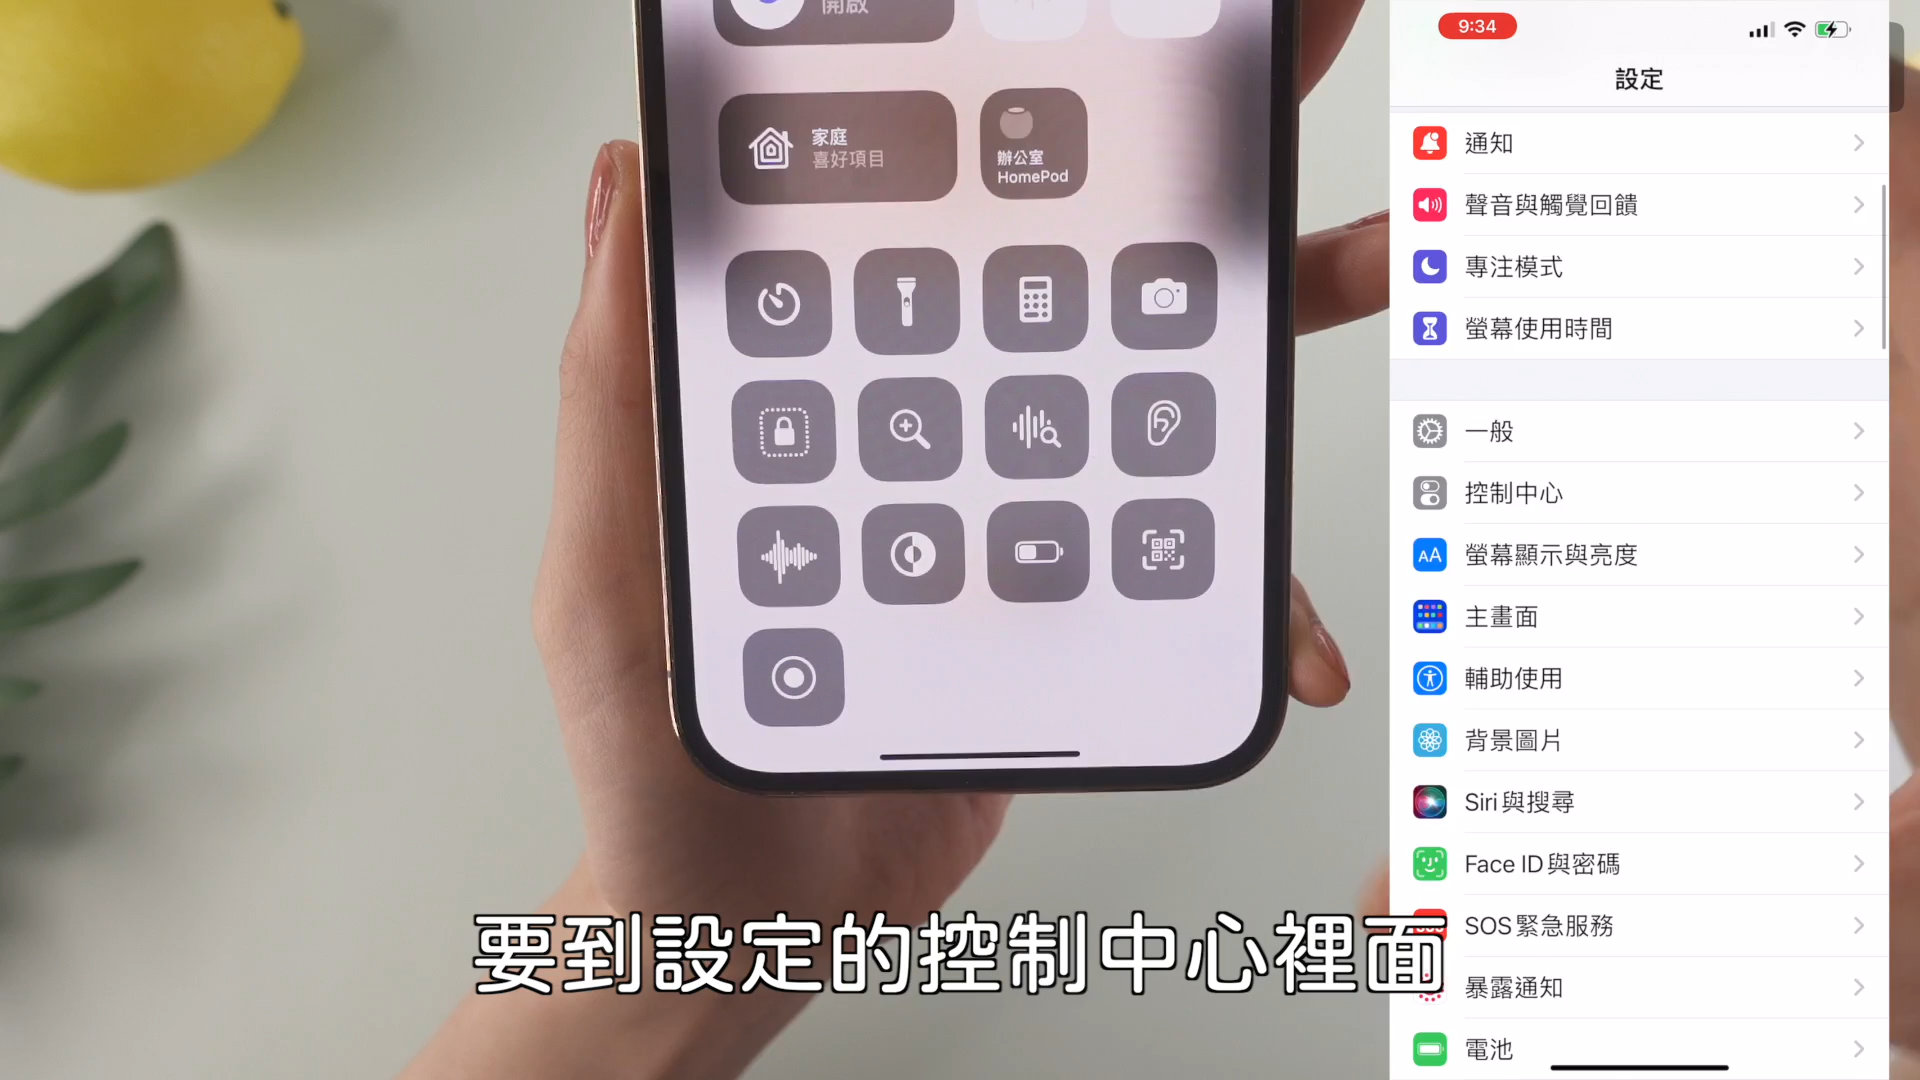 開啟
家庭
喜好項目
辦公室
HomePod
9:34
設定
通知
聲音與觸覺回饋
專注模式
螢幕使用時間
一般
控制中心
AA
螢幕顯示與亮度
主畫面
輔助使用
背景圖片
Siri與搜尋
Face ID與密碼
SOS緊急服務
暴露通知
電池
要到設定的控制中心裡面